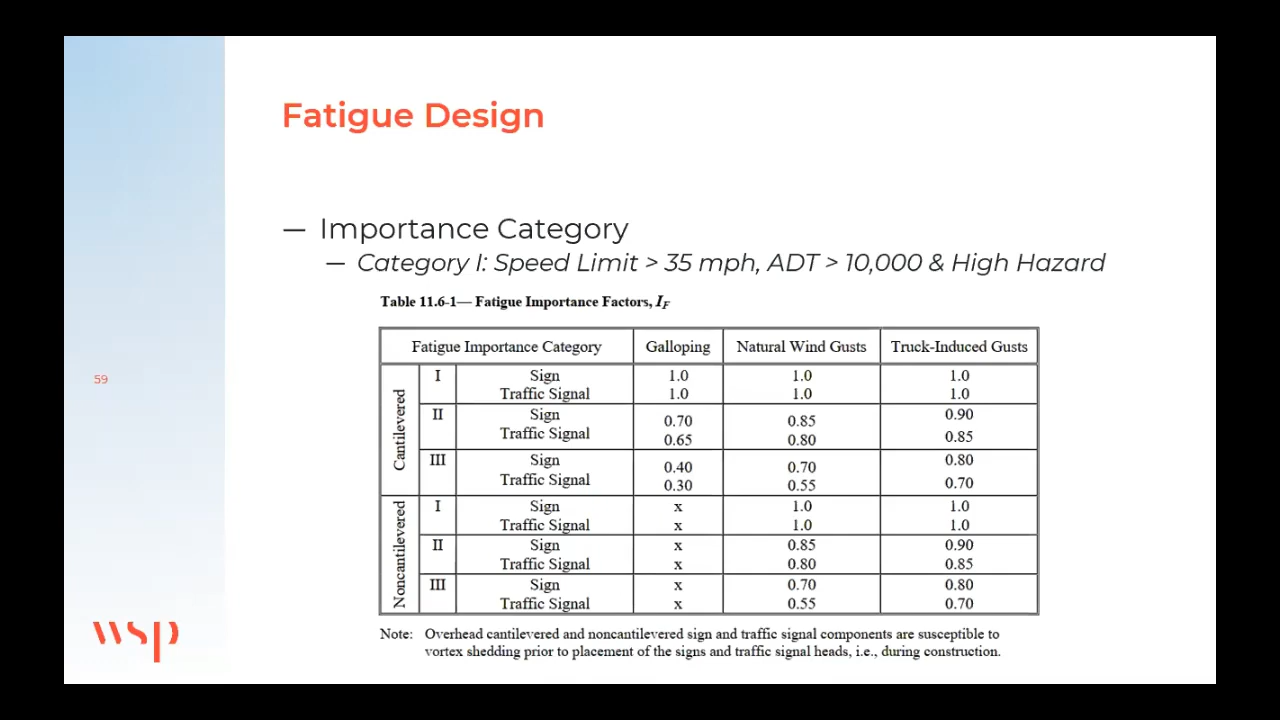 Fatigue Design
— Importance Category
— Category I: Speed Limit > 35 mph, ADT > 10,000 & High Hazard
Table 11.6-1— Fatigue Importance Factors, IF
Fatigue Importance Category Galloping Natural Wind Gusts Truck-Induced Gusts
Cantilevered
I Sign 1.0 1.0 1.0
Traffic Signal 1.0 1.0 1.0
II Sign 0.70 0.85 0.90
Traffic Signal 0.65 0.80 0.85
III Sign 0.40 0.70 0.80
Traffic Signal 0.30 0.55 0.70
Noncantilevered
I Sign x 1.0 1.0
Traffic Signal x 1.0 1.0
II Sign x 0.85 0.90
Traffic Signal x 0.80 0.85
III Sign x 0.70 0.80
Traffic Signal x 0.55 0.70
Note: Overhead cantilevered and noncantilevered sign and traffic signal components are susceptible to
vortex shedding prior to placement of the signs and traffic signal heads, i.e., during construction.
59
wsp